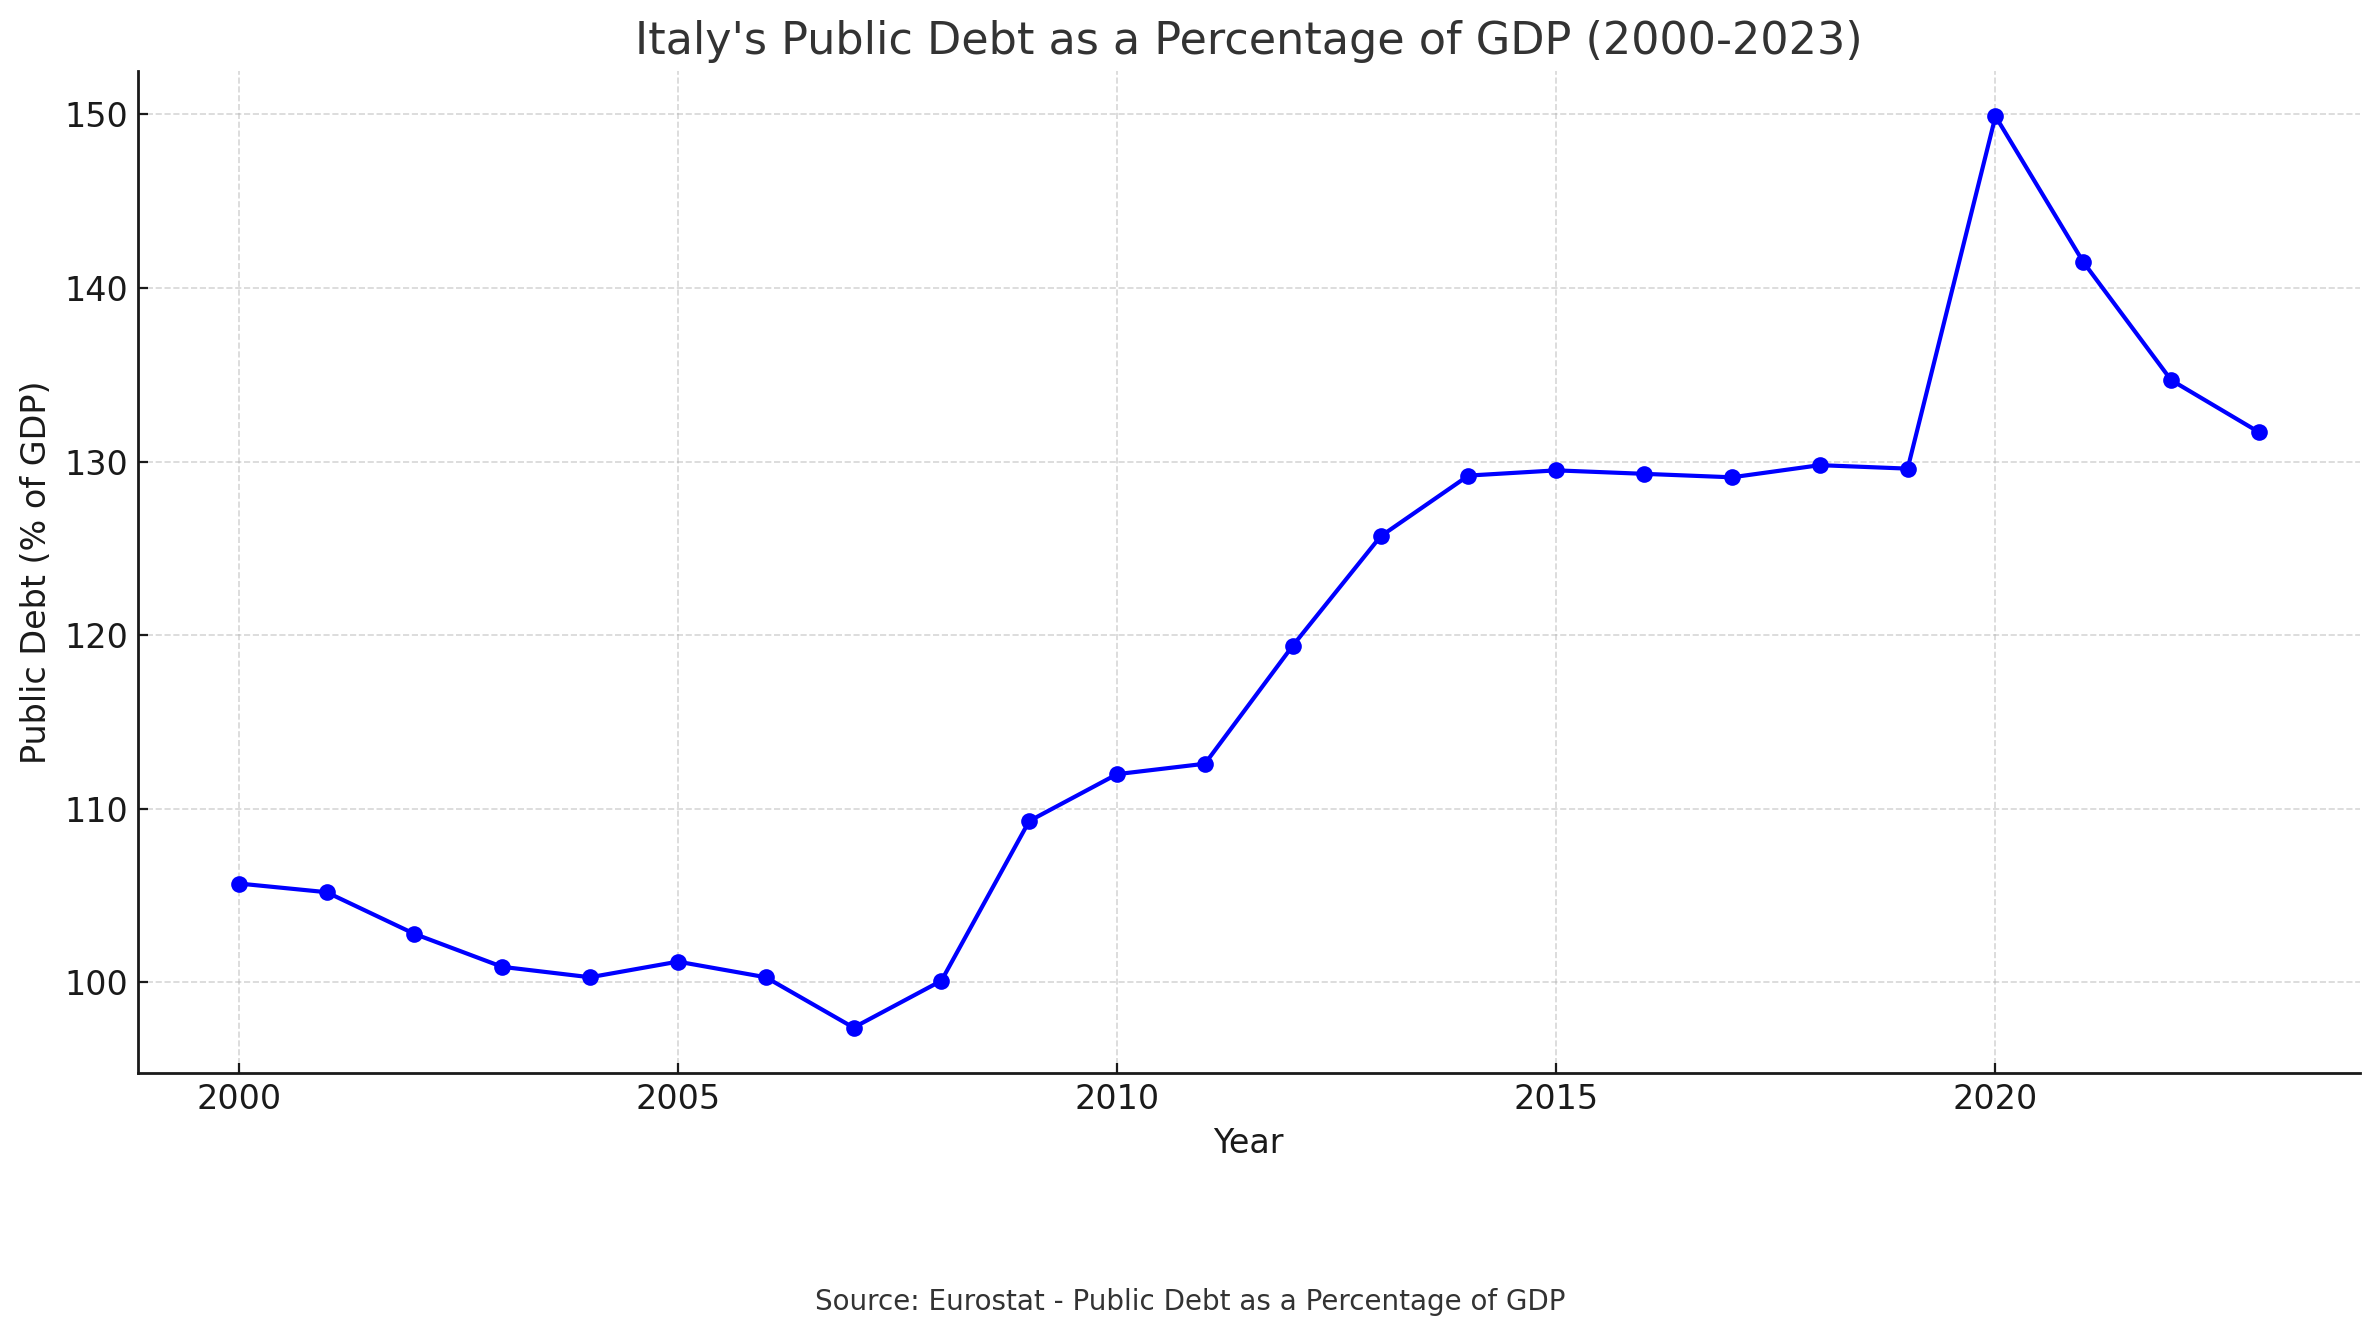 Italy's Public Debt as a Percentage of GDP (2000-2023)
150
140
130
120
110
100
Public Debt (% of GDP)
2000 2005 2010 2015 2020
Year
Source: Eurostat - Public Debt as a Percentage of GDP